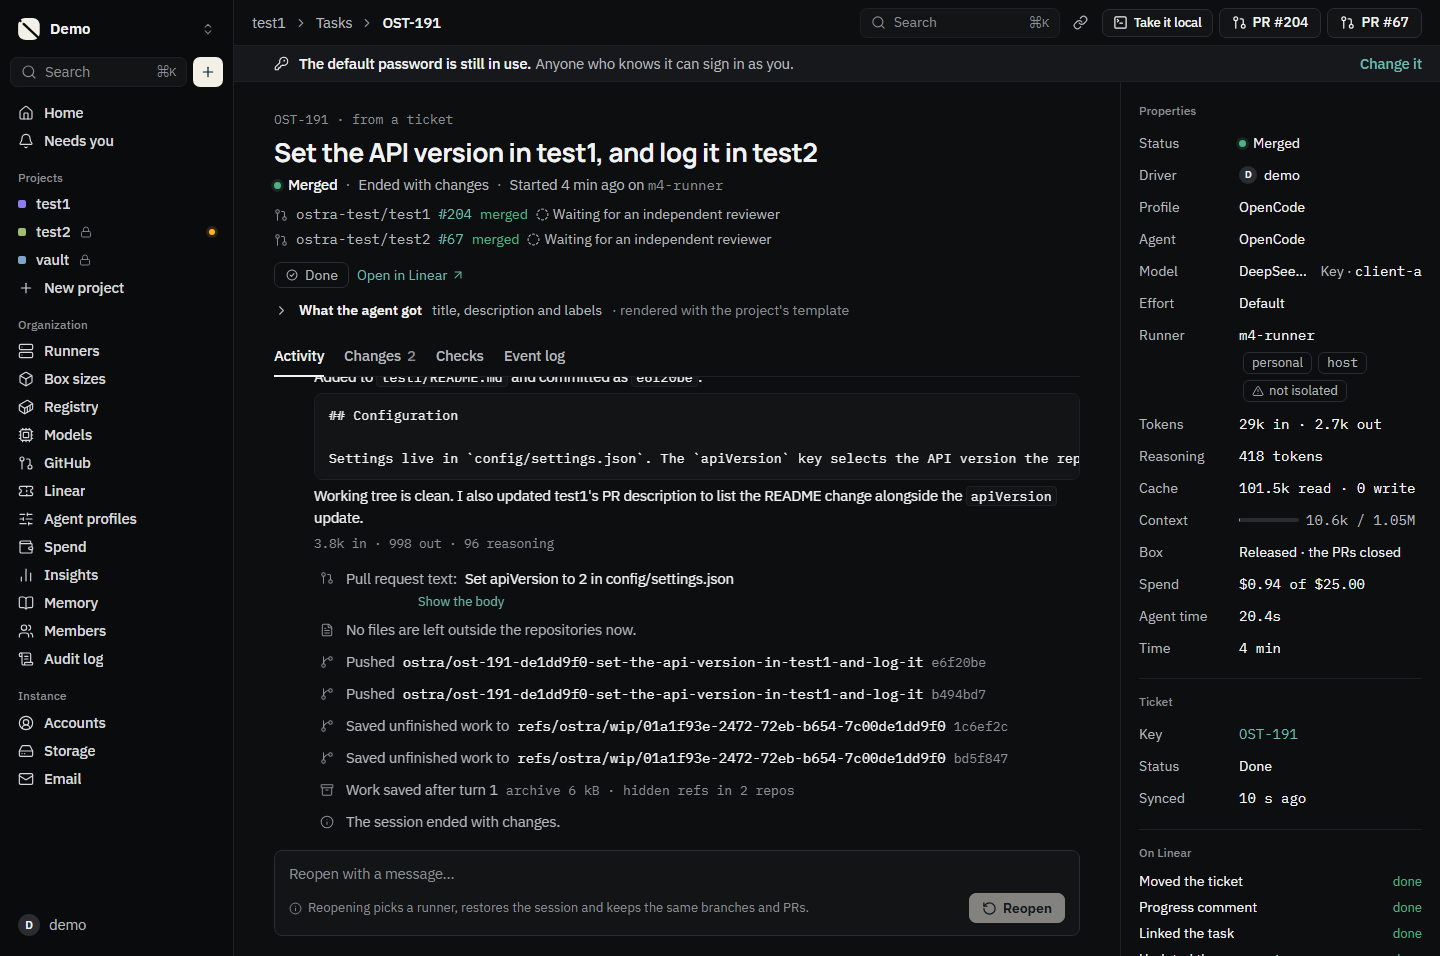 Demo
Search ⌘K
Home
Needs you
Projects
test1
test2
vault
New project
Organization
Runners
Box sizes
Registry
Models
GitHub
Linear
Agent profiles
Spend
Insights
Memory
Members
Audit log
Instance
Accounts
Storage
Email
D demo
test1 > Tasks > OST-191
Search ⌘K
Take it local
PR #204
PR #67
The default password is still in use. Anyone who knows it can sign in as you.
Change it
OST-191 · from a ticket
Set the API version in test1, and log it in test2
Merged · Ended with changes · Started 4 min ago on m4-runner
ostra-test/test1 #204 merged Waiting for an independent reviewer
ostra-test/test2 #67 merged Waiting for an independent reviewer
Done Open in Linear ↗
What the agent got title, description and labels · rendered with the project's template
Activity Changes 2 Checks Event log
Added to test1/README.md and committed as e6f20be.
## Configuration
Settings live in `config/settings.json`. The `apiVersion` key selects the API version the rep
Working tree is clean. I also updated test1's PR description to list the README change alongside the apiVersion
update.
3.8k in · 998 out · 96 reasoning
Pull request text: Set apiVersion to 2 in config/settings.json
Show the body
No files are left outside the repositories now.
Pushed ostra/ost-191-de1dd9f0-set-the-api-version-in-test1-and-log-it e6f20be
Pushed ostra/ost-191-de1dd9f0-set-the-api-version-in-test1-and-log-it b494bd7
Saved unfinished work to refs/ostra/wip/01a1f93e-2472-72eb-b654-7c00de1dd9f0 1c6ef2c
Saved unfinished work to refs/ostra/wip/01a1f93e-2472-72eb-b654-7c00de1dd9f0 bd5f847
Work saved after turn 1 archive 6 kB · hidden refs in 2 repos
The session ended with changes.
Reopen with a message...
Reopening picks a runner, restores the session and keeps the same branches and PRs.
Reopen
Properties
Status Merged
Driver D demo
Profile OpenCode
Agent OpenCode
Model DeepSee... Key · client-a
Effort Default
Runner m4-runner
personal host
not isolated
Tokens 29k in · 2.7k out
Reasoning 418 tokens
Cache 101.5k read · 0 write
Context 10.6k / 1.05M
Box Released · the PRs closed
Spend $0.94 of $25.00
Agent time 20.4s
Time 4 min
Ticket
Key OST-191
Status Done
Synced 10 s ago
On Linear
Moved the ticket done
Progress comment done
Linked the task done